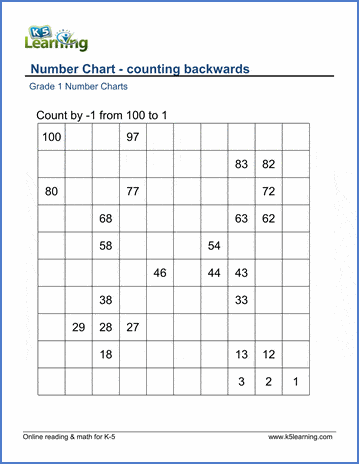 K5
Learning
Number Chart - counting backwards
Grade 1 Number Charts
Count by -1 from 100 to 1
100 97
83 82
80 77 72
68 63 62
58 54
46 44 43
38 33
29 28 27
18 13 12
3 2 1
Online reading & math for K-5 www.k5learning.com